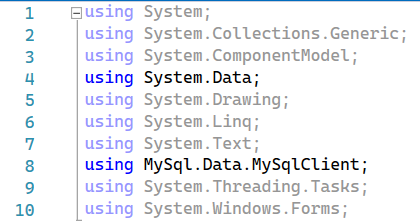 1 using System;
2 using System.Collections.Generic;
3 using System.ComponentModel;
4 using System.Data;
5 using System.Drawing;
6 using System.Linq;
7 using System.Text;
8 using MySql.Data.MySqlClient;
9 using System.Threading.Tasks;
10 using System.Windows.Forms;